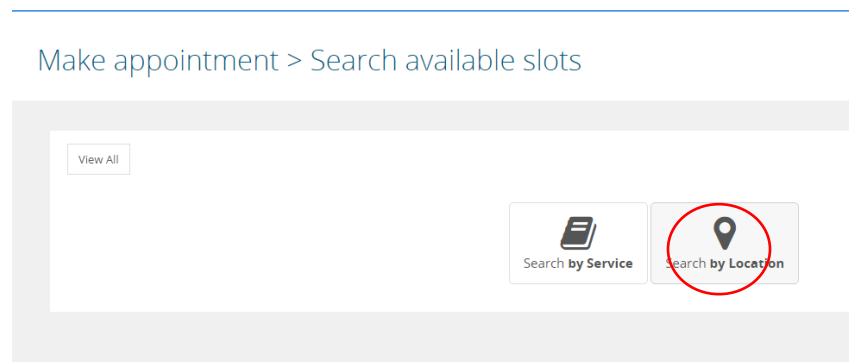 Make appointment > Search available slots
View All
Search by Service
Search by Location